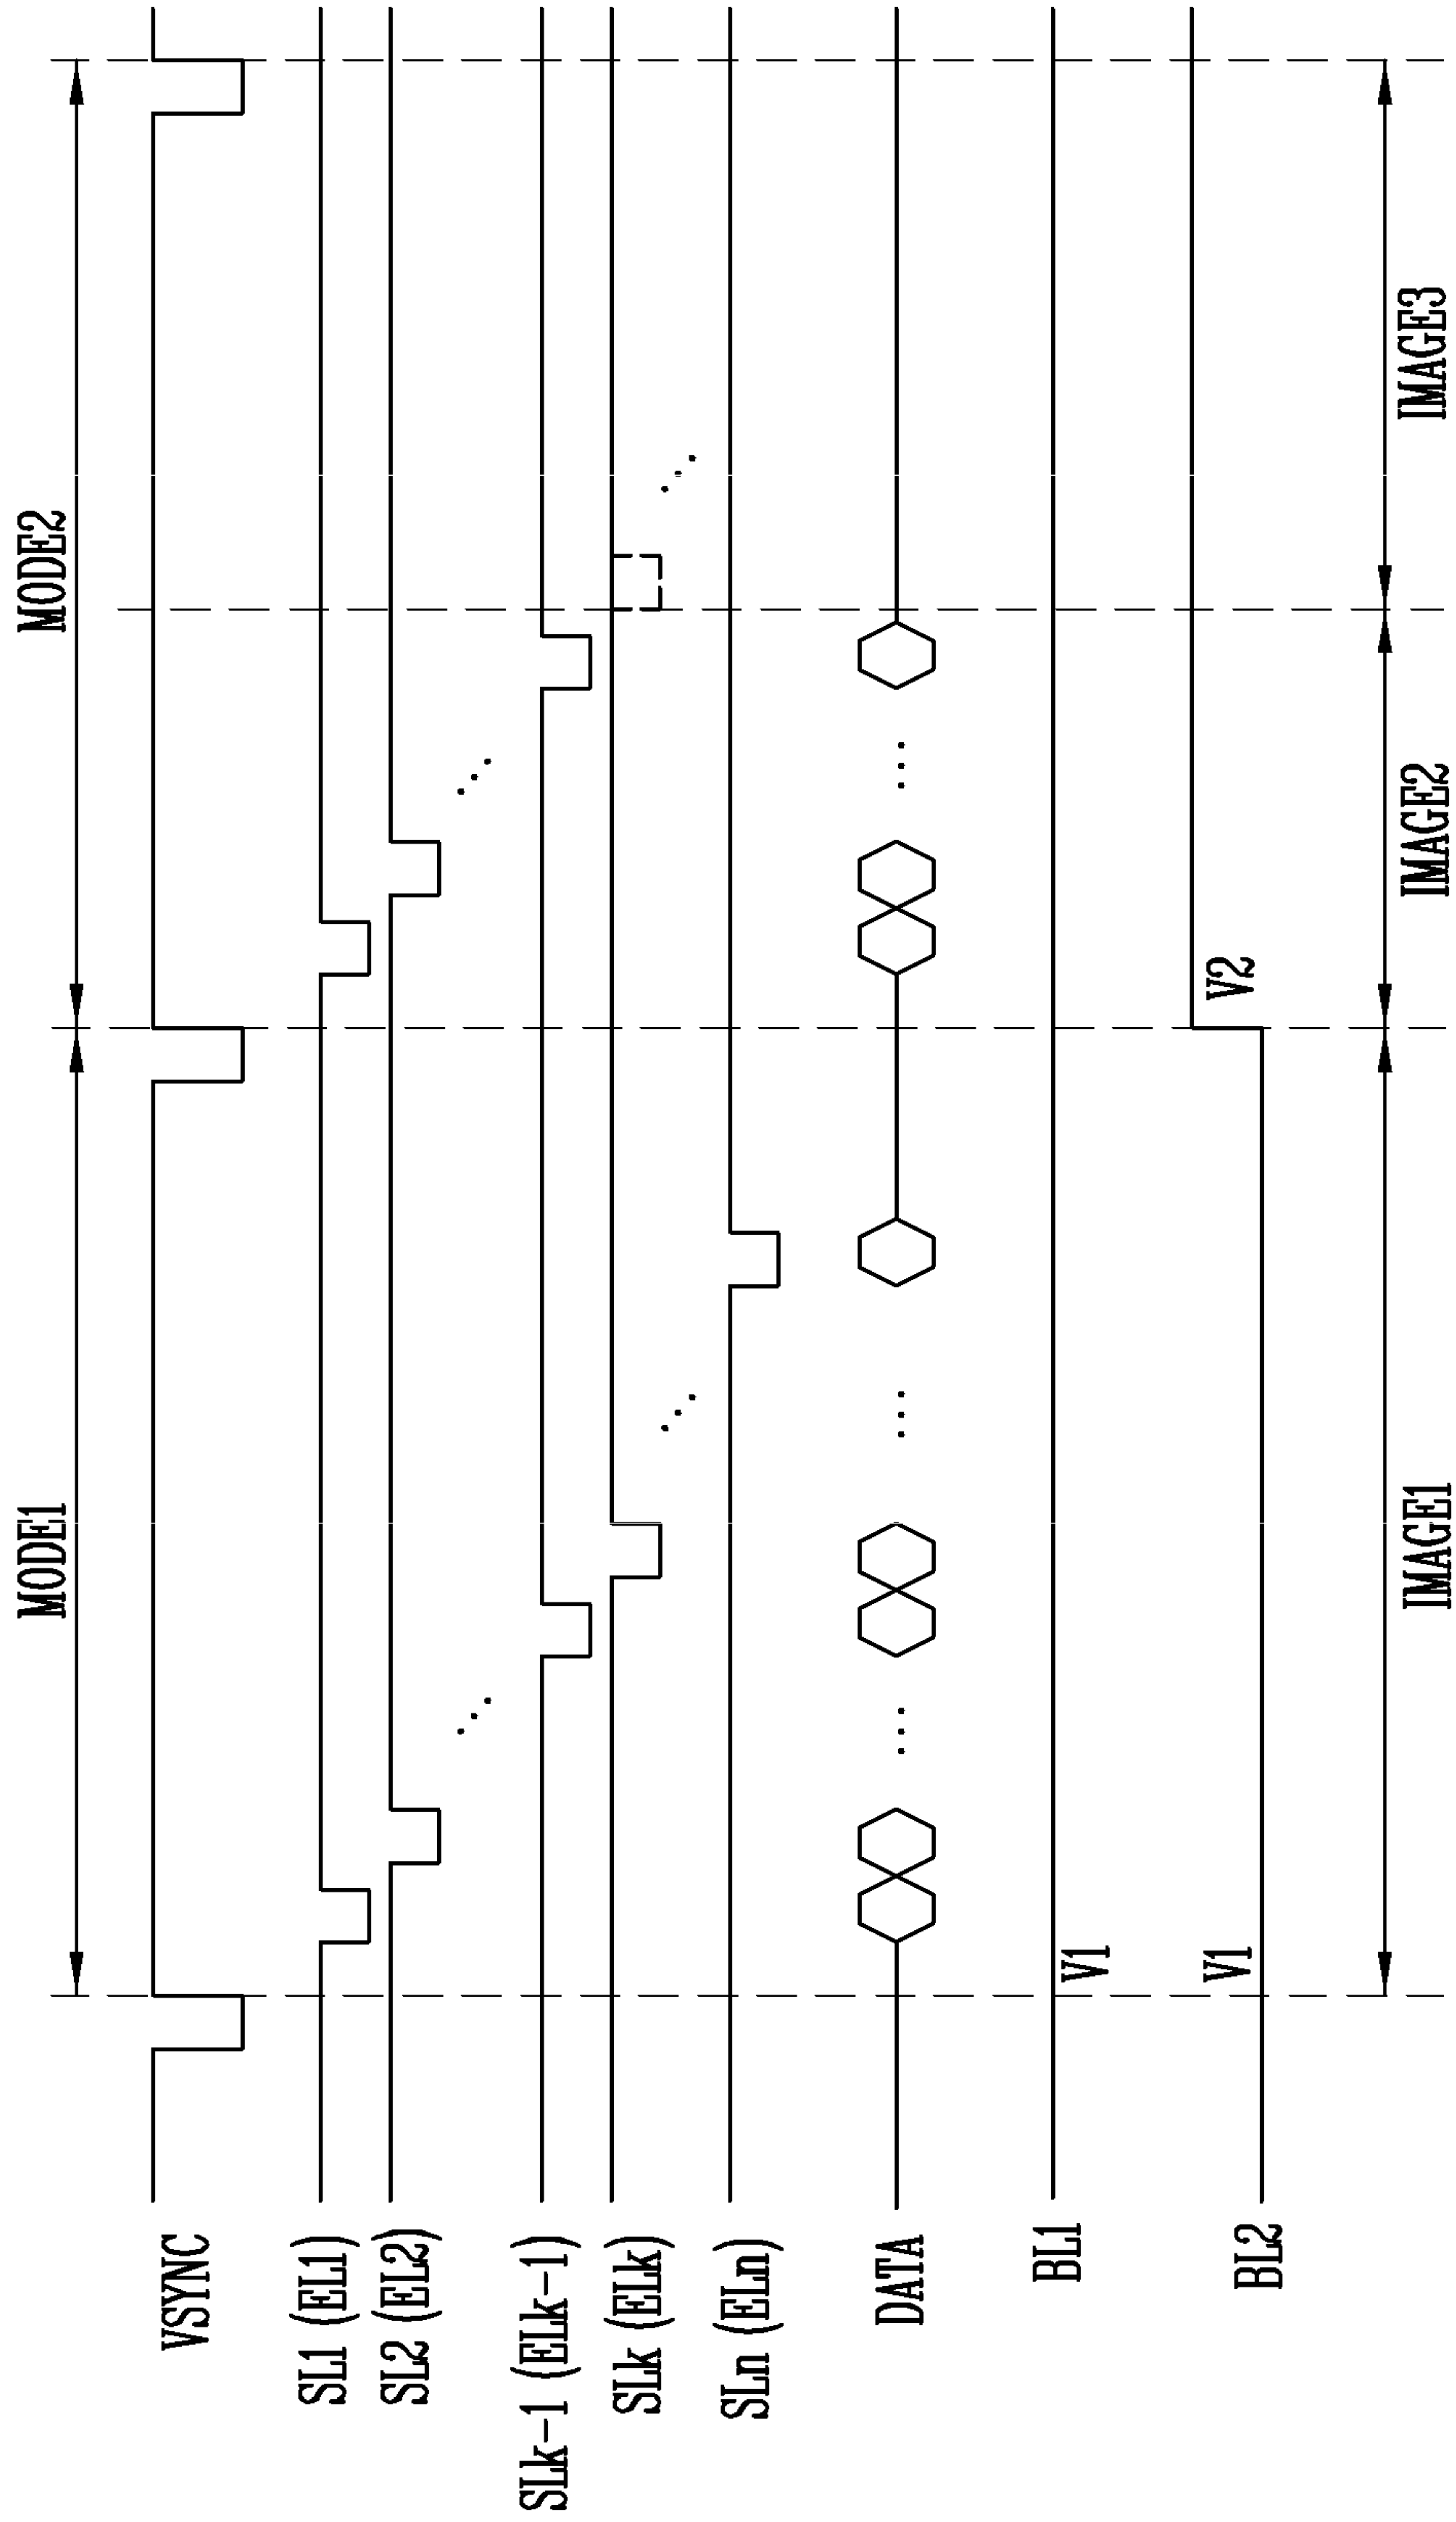 MODE1 MODE2
VSYNC
SL1 (EL1)
SL2 (EL2)
SLk-1 (ELk-1)
SLk (ELk)
SLn (ELn)
DATA
BL1 V1
BL2 V1 V2
IMAGE1 IMAGE2 IMAGE3